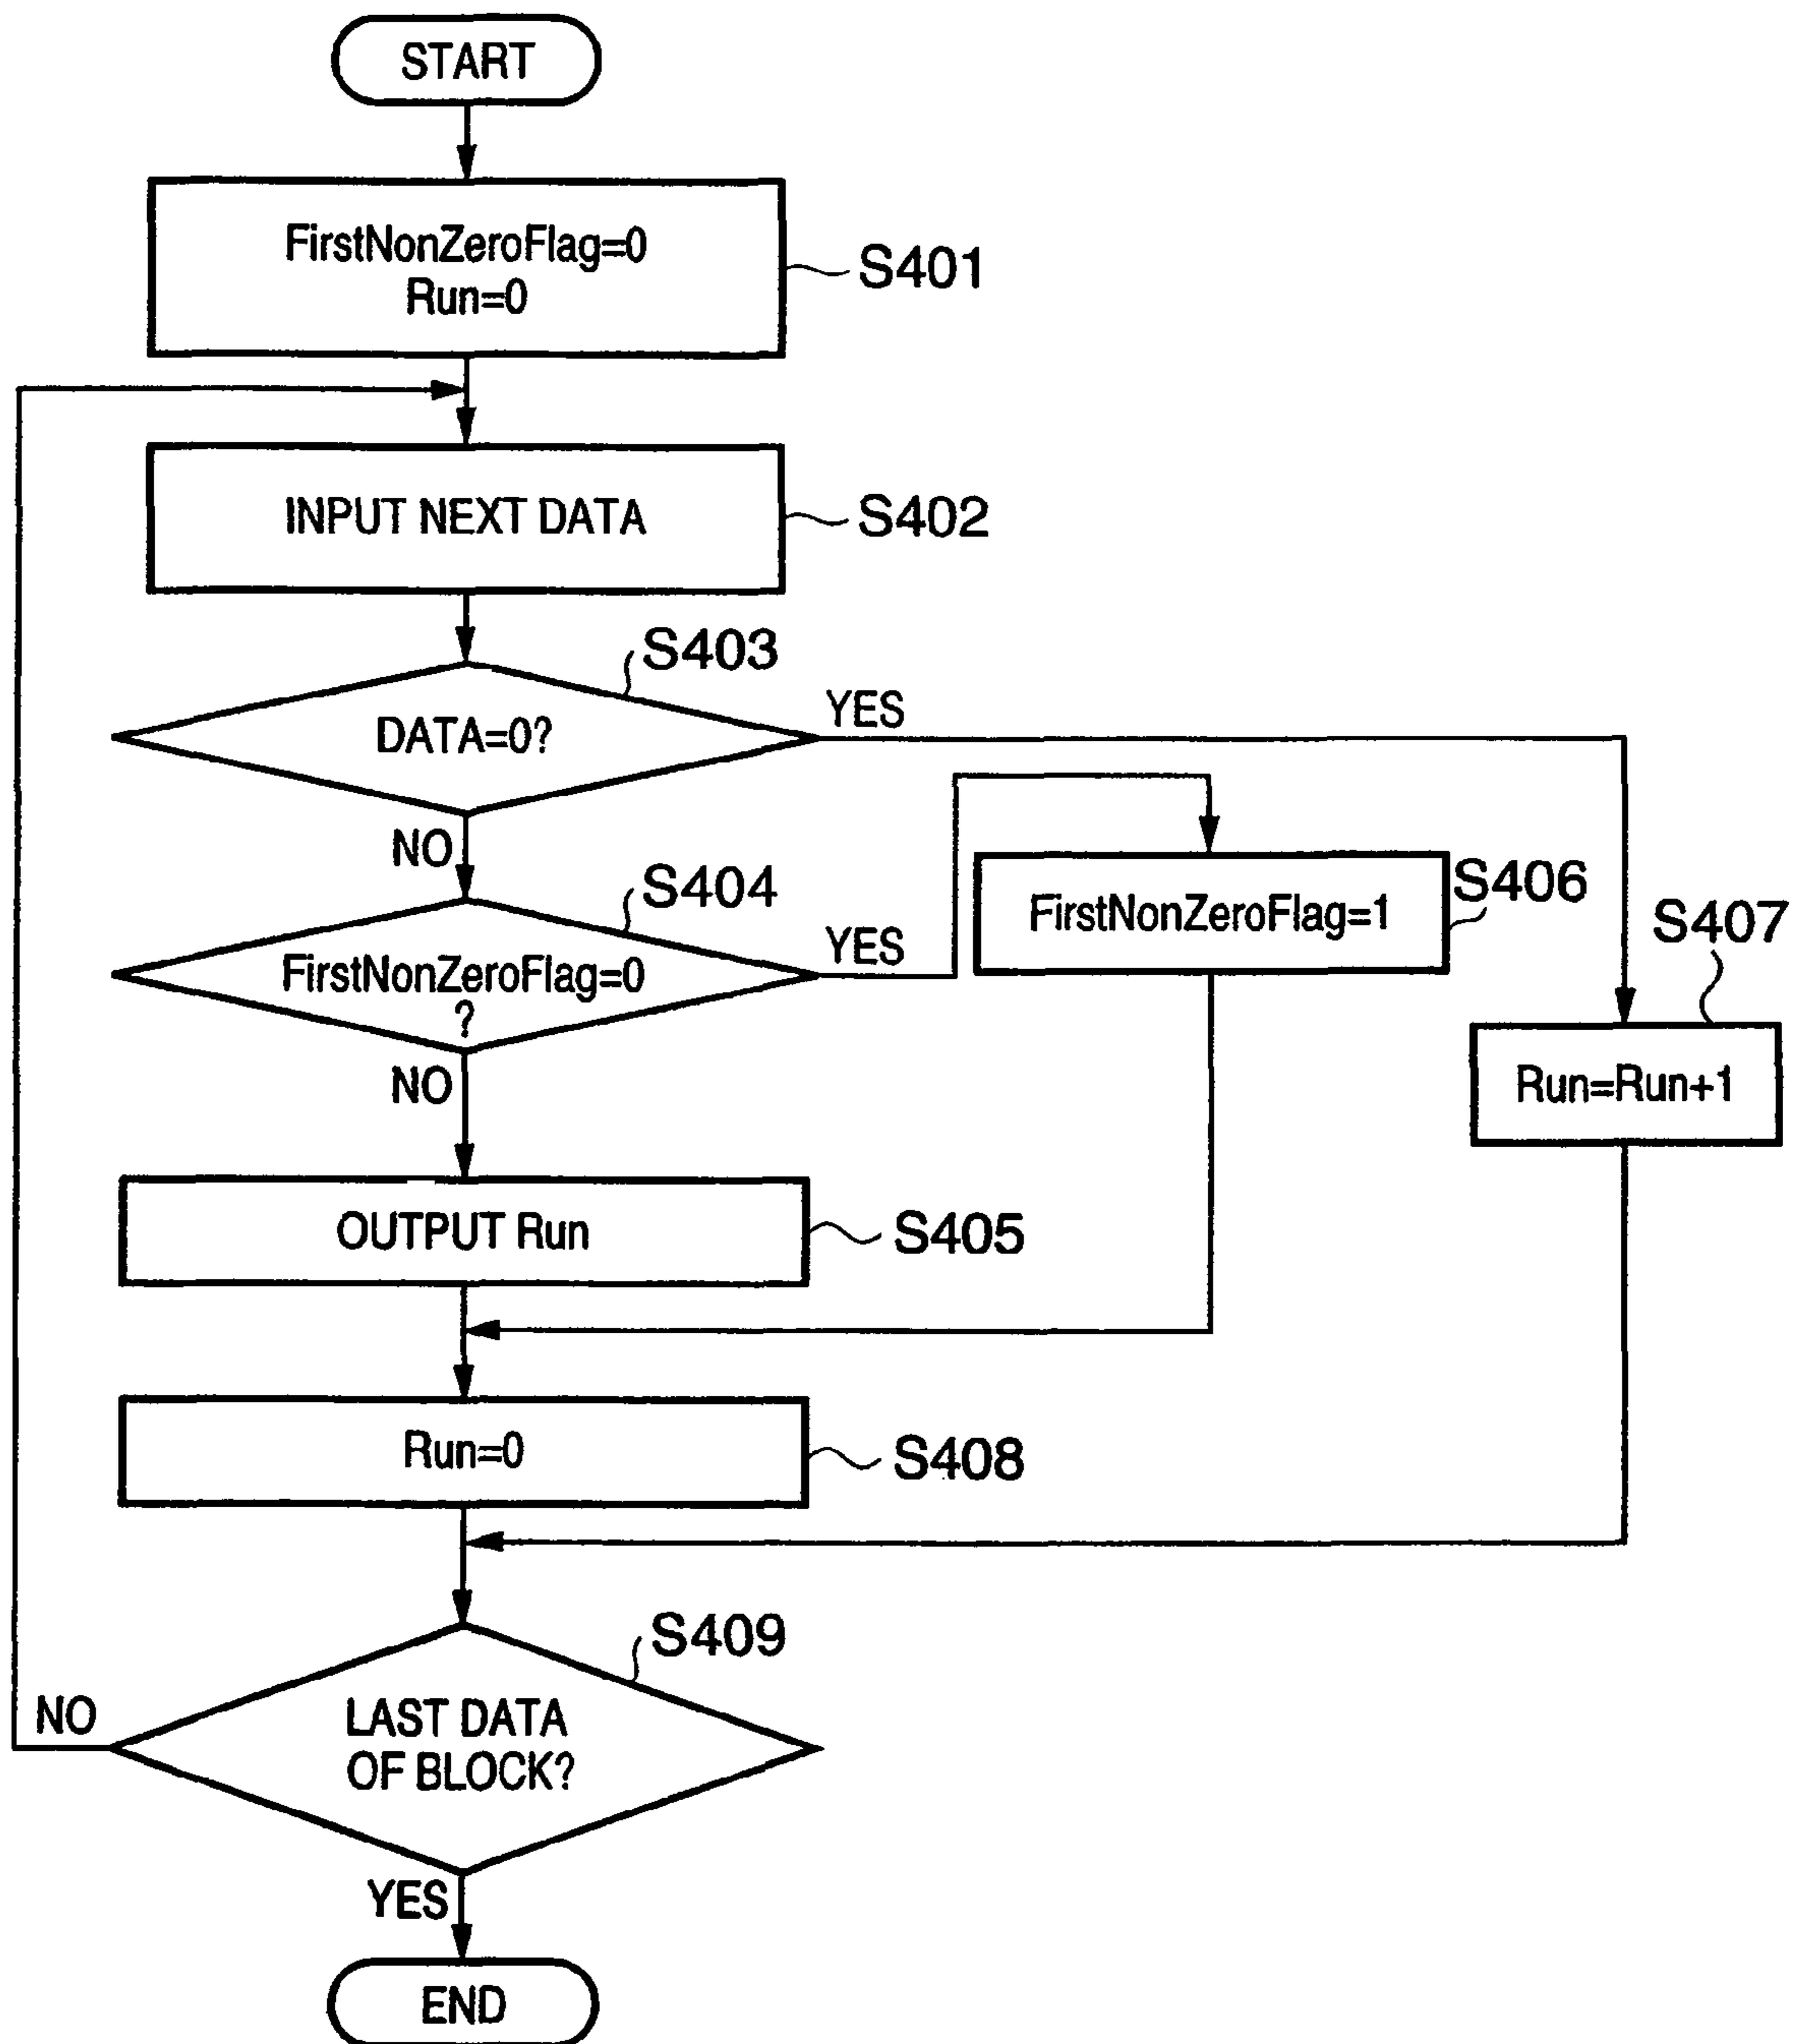 START
FirstNonZeroFlag=0
Run=0
S401
INPUT NEXT DATA
S402
S403
DATA=0?
YES
NO
S404
FirstNonZeroFlag=0
?
YES
NO
FirstNonZeroFlag=1
S406
S407
Run=Run+1
OUTPUT Run
S405
Run=0
S408
S409
LAST DATA
OF BLOCK?
NO
YES
END